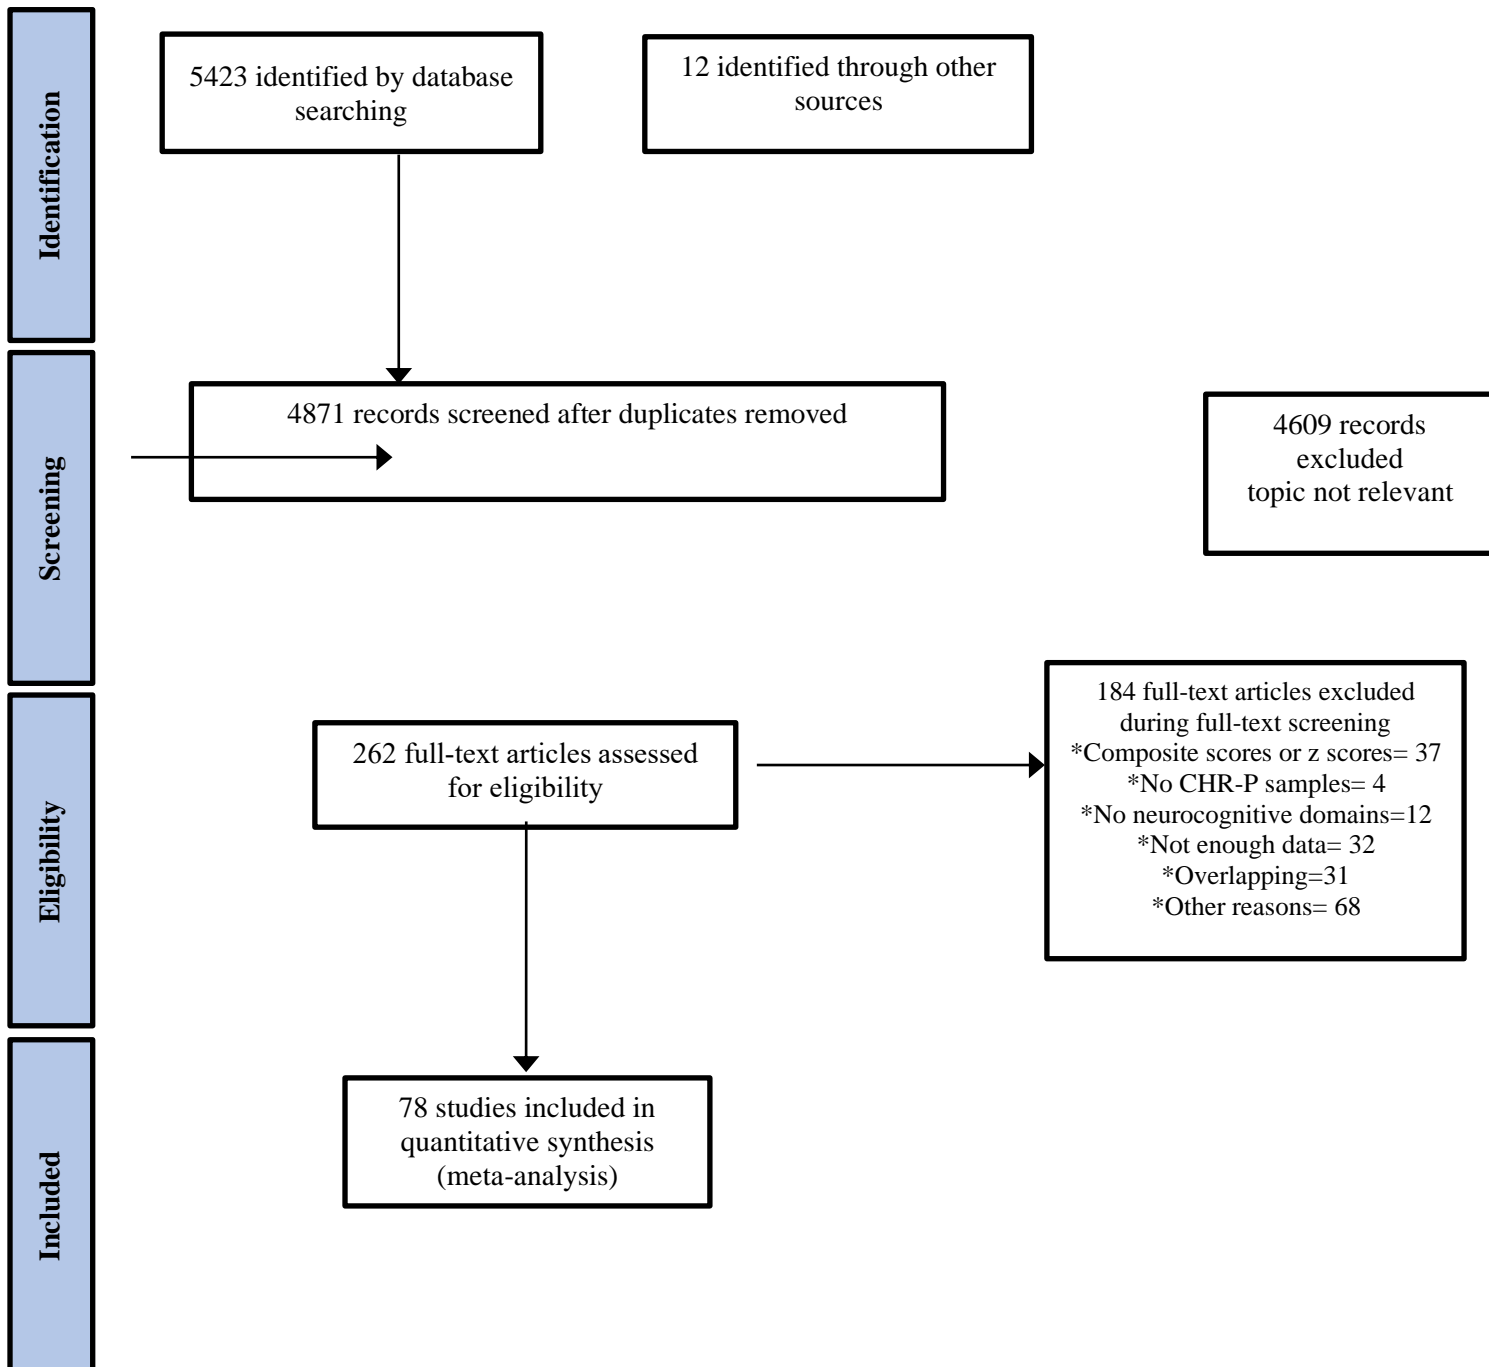 Identification
5423 identified by database
searching
12 identified through other
sources
Screening
4871 records screened after duplicates removed
4609 records
excluded
topic not relevant
Eligibility
262 full-text articles assessed
for eligibility
184 full-text articles excluded
during full-text screening
*Composite scores or z scores= 37
*No CHR-P samples= 4
*No neurocognitive domains=12
*Not enough data= 32
*Overlapping=31
*Other reasons= 68
Included
78 studies included in
quantitative synthesis
(meta-analysis)